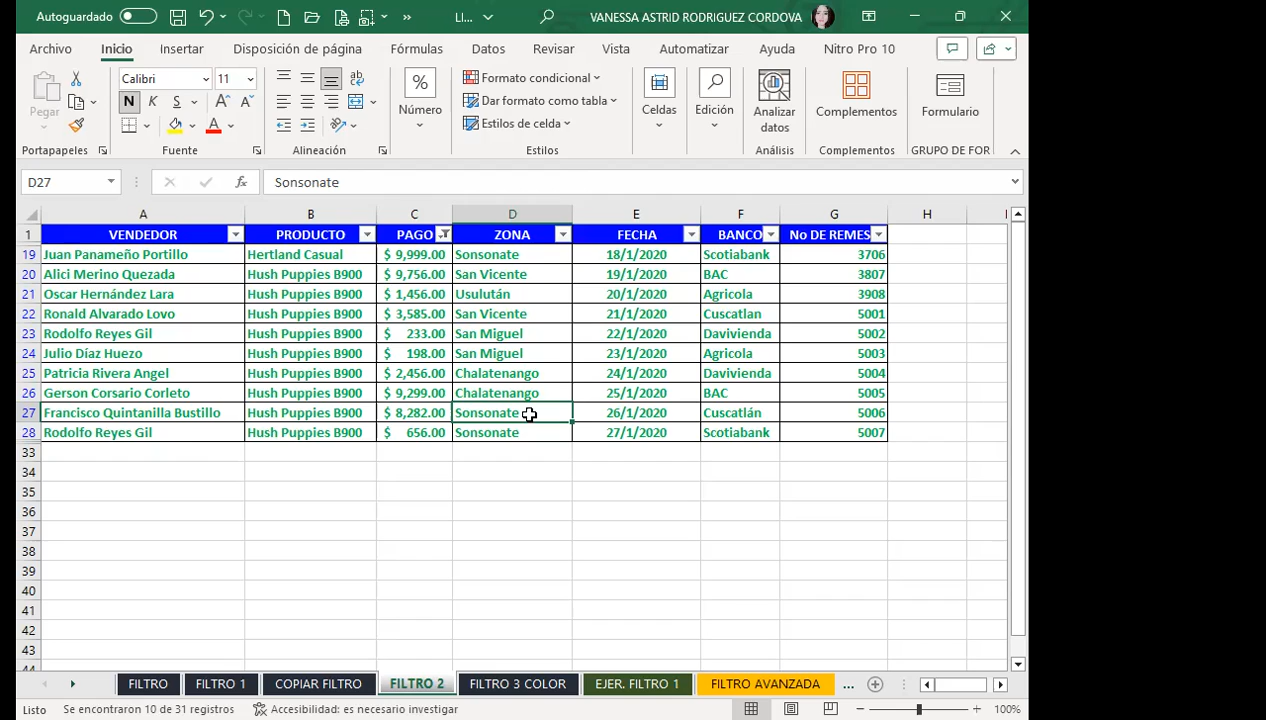 Autoguardado LI... VANESSA ASTRID RODRIGUEZ CORDOVA
Archivo Inicio Insertar Disposición de página Fórmulas Datos Revisar Vista Automatizar Ayuda Nitro Pro 10
Pegar Calibri 11 Número Formato condicional Dar formato como tabla Estilos de celda Celdas Edición Analizar datos Complementos Formulario
Portapapeles Fuente Alineación Estilos Análisis Complementos GRUPO DE FOR
D27 fx Sonsonate
A B C D E F G H I
1 VENDEDOR PRODUCTO PAGO ZONA FECHA BANCO No DE REMES
19 Juan Panameño Portillo Hertland Casual $ 9,999.00 Sonsonate 18/1/2020 Scotiabank 3706
20 Alici Merino Quezada Hush Puppies B900 $ 9,756.00 San Vicente 19/1/2020 BAC 3807
21 Oscar Hernández Lara Hush Puppies B900 $ 1,456.00 Usulután 20/1/2020 Agricola 3908
22 Ronald Alvarado Lovo Hush Puppies B900 $ 3,585.00 San Vicente 21/1/2020 Cuscatlan 5001
23 Rodolfo Reyes Gil Hush Puppies B900 $ 233.00 San Miguel 22/1/2020 Davivienda 5002
24 Julio Díaz Huezo Hush Puppies B900 $ 198.00 San Miguel 23/1/2020 Agricola 5003
25 Patricia Rivera Angel Hush Puppies B900 $ 2,456.00 Chalatenango 24/1/2020 Davivienda 5004
26 Gerson Corsario Corleto Hush Puppies B900 $ 9,299.00 Chalatenango 25/1/2020 BAC 5005
27 Francisco Quintanilla Bustillo Hush Puppies B900 $ 8,282.00 Sonsonate 26/1/2020 Cuscatlán 5006
28 Rodolfo Reyes Gil Hush Puppies B900 $ 656.00 Sonsonate 27/1/2020 Scotiabank 5007
33
34
35
36
37
38
39
40
41
42
43
44
FILTRO FILTRO 1 COPIAR FILTRO FILTRO 2 FILTRO 3 COLOR EJER. FILTRO 1 FILTRO AVANZADA ...
Listo Se encontraron 10 de 31 registros Accesibilidad: es necesario investigar 100%